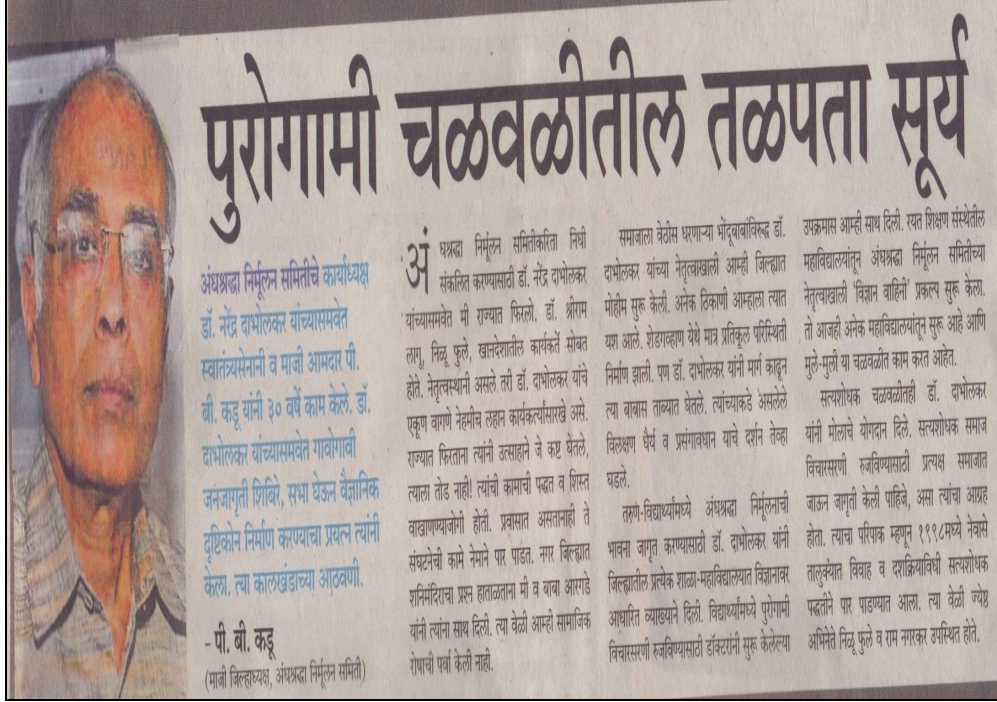 पुरोगामी चळवळीतील तळपता सूर्य
अंधश्रद्धा निर्मूलन समितीचे कार्याध्यक्ष
डॉ. नरेंद्र दाभोलकर यांच्यासमवेत
स्वातंत्र्यसेनानी व माजी आमदार पी.
बी. कडू यांनी ३० वर्षे काम केले. डॉ.
दाभोलकर यांच्यासमवेत गावोगावी
जनजागृती शिबिरे, सभा घेऊन वैज्ञानिक
दृष्टिकोन निर्माण करण्याचा प्रयत्न त्यांनी
केला. त्या कालखंडाच्या आठवणी.
- पी. बी. कडू
(माजी जिल्हाध्यक्ष, अंधश्रद्धा निर्मूलन समिती)
अंधश्रद्धा निर्मूलन समितीकरिता निधी
संकलित करण्यासाठी डॉ. नरेंद्र दाभोलकर
यांच्यासमवेत मी राज्यात फिरलो. डॉ. श्रीराम
लागू, निळू फुले, खानदेशातील कार्यकर्ते सोबत
होते. नेतृत्वस्थानी असले तरी डॉ. दाभोलकर यांचे
एकूण वागणे नेहमीच लहान कार्यकर्त्यासारखे असे.
राज्यात फिरताना त्यांनी उत्साहाने जे कष्ट घेतले,
त्याला तोड नाही! त्यांची कामाची पद्धत व शिस्त
वाखाणण्याजोगी होती. प्रवासात असतानाही ते
संघटनेची कामे नेमाने पार पाडत. नगर जिल्ह्यात
शनिमंदिराचा प्रश्न हाताळताना मी व बाबा आरगडे
यांनी त्यांना साथ दिली. त्या वेळी आम्ही सामाजिक
रोषाची पर्वा केली नाही.
समाजाला वेठीस धरणाऱ्या भोंदूबाबांविरुद्ध डॉ.
दाभोलकर यांच्या नेतृत्वाखाली आम्ही जिल्ह्यात
मोहीम सुरू केली. अनेक ठिकाणी आम्हाला त्यात
यश आले. शेडगव्हाण येथे मात्र प्रतिकूल परिस्थिती
निर्माण झाली. पण डॉ. दाभोलकर यांनी मार्ग काढून
त्या बाबास ताब्यात घेतले. त्यांच्याकडे असलेले
विलक्षण धैर्य व प्रसंगावधान याचे दर्शन तेव्हा
घडले.
तरुण-विद्यार्थ्यांमध्ये अंधश्रद्धा निर्मूलनाची
भावना जागृत करण्यासाठी डॉ. दाभोलकर यांनी
जिल्ह्यातील प्रत्येक शाळा-महाविद्यालयात विज्ञानावर
आधारित व्याख्याने दिली. विद्यार्थ्यांमध्ये पुरोगामी
विचारसरणी रुजविण्यासाठी डॉक्टरांनी सुरू केलेल्या
उपक्रमास आम्ही साथ दिली. रयत शिक्षण संस्थेतील
महाविद्यालयांतून अंधश्रद्धा निर्मूलन समितीच्या
नेतृत्वाखाली 'विज्ञान वाहिनी' प्रकल्प सुरू केला.
तो आजही अनेक महाविद्यालयांतून सुरू आहे आणि
मुले-मुली या चळवळीत काम करत आहेत.
सत्यशोधक चळवळीतही डॉ. दाभोलकर
यांनी मोलाचे योगदान दिले. सत्यशोधक समाज
विचारसरणी रुजविण्यासाठी प्रत्यक्ष समाजात
जाऊन जागृती केली पाहिजे, असा त्यांचा आग्रह
होता. त्याचा परिपाक म्हणून १९९८मध्ये नेवासे
तालुक्यात विवाह व दशक्रियाविधी सत्यशोधक
पद्धतीने पार पाडण्यात आला. त्या वेळी ज्येष्ठ
अभिनेते निळू फुले व राम नगरकर उपस्थित होते.